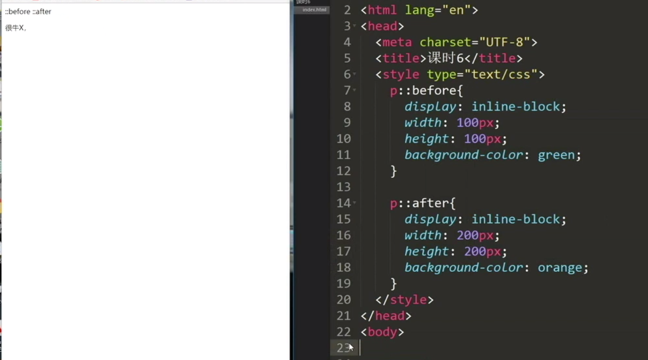 ::before ::after
很牛X。
index.html
2 <html lang="en">
3 <head>
4 <meta charset="UTF-8">
5 <title>课时6</title>
6 <style type="text/css">
7 p::before{
8 display: inline-block;
9 width: 100px;
10 height: 100px;
11 background-color: green;
12 }
13
14 p::after{
15 display: inline-block;
16 width: 200px;
17 height: 200px;
18 background-color: orange;
19 }
20 </style>
21 </head>
22 <body>
23